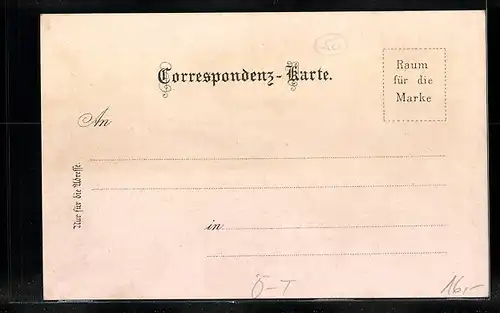 Correspondenz-Karte.
Raum
für die
Marke
An
Nur für die Adresse.
in
Ö-T
16,-